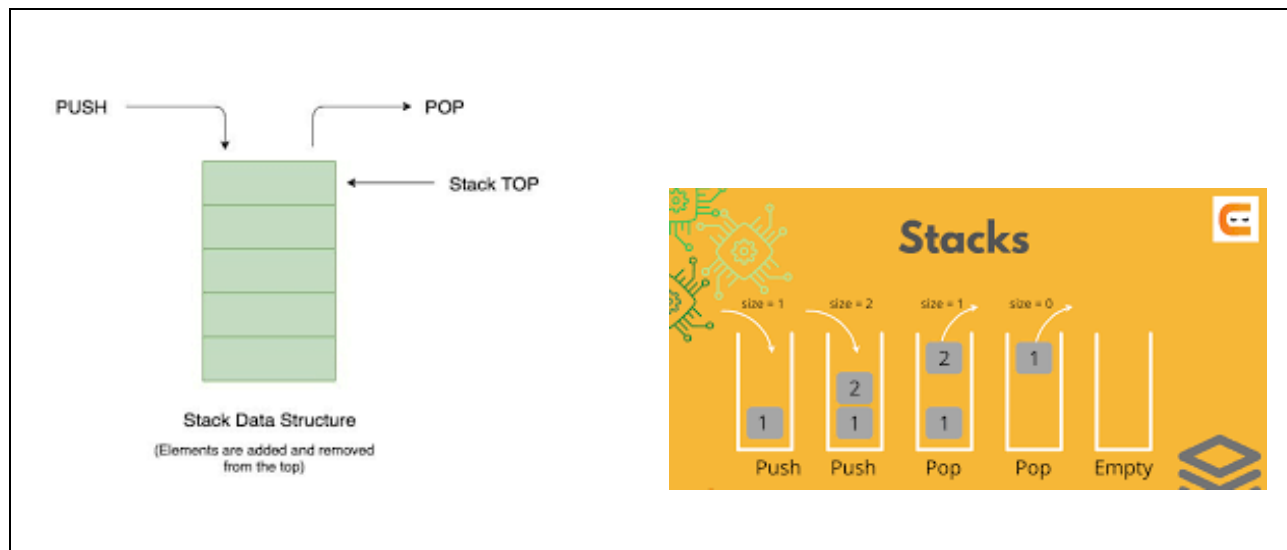 PUSH
POP
Stack TOP
Stack Data Structure
(Elements are added and removed
from the top)
Stacks
size = 1 size = 2 size = 1 size = 0
2 1
2
1 1 1
Push Push Pop Pop Empty